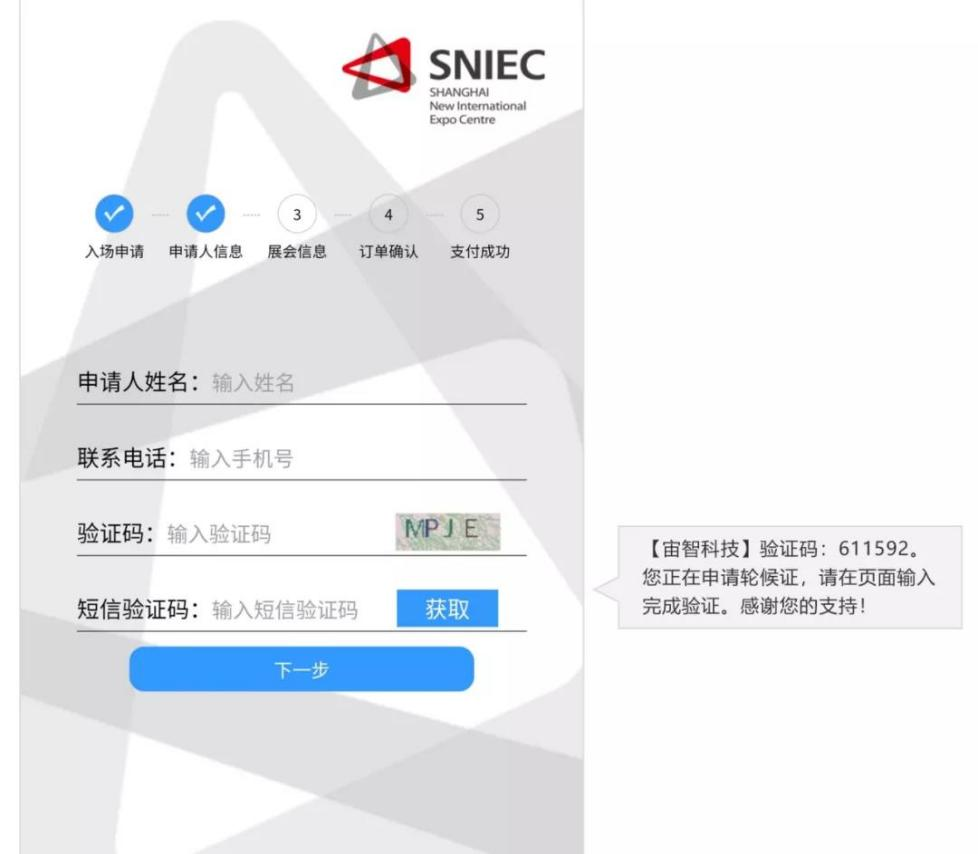 SNIEC
SHANGHAI
New International
Expo Centre
3
4
5
入场申请
申请人信息
展会信息
订单确认
支付成功
申请人姓名：输入姓名
联系电话：输入手机号
验证码：输入验证码
MPJE
短信验证码：输入短信验证码
获取
下一步
【宙智科技】验证码：611592。
您正在申请轮候证，请在页面输入
完成验证。感谢您的支持！